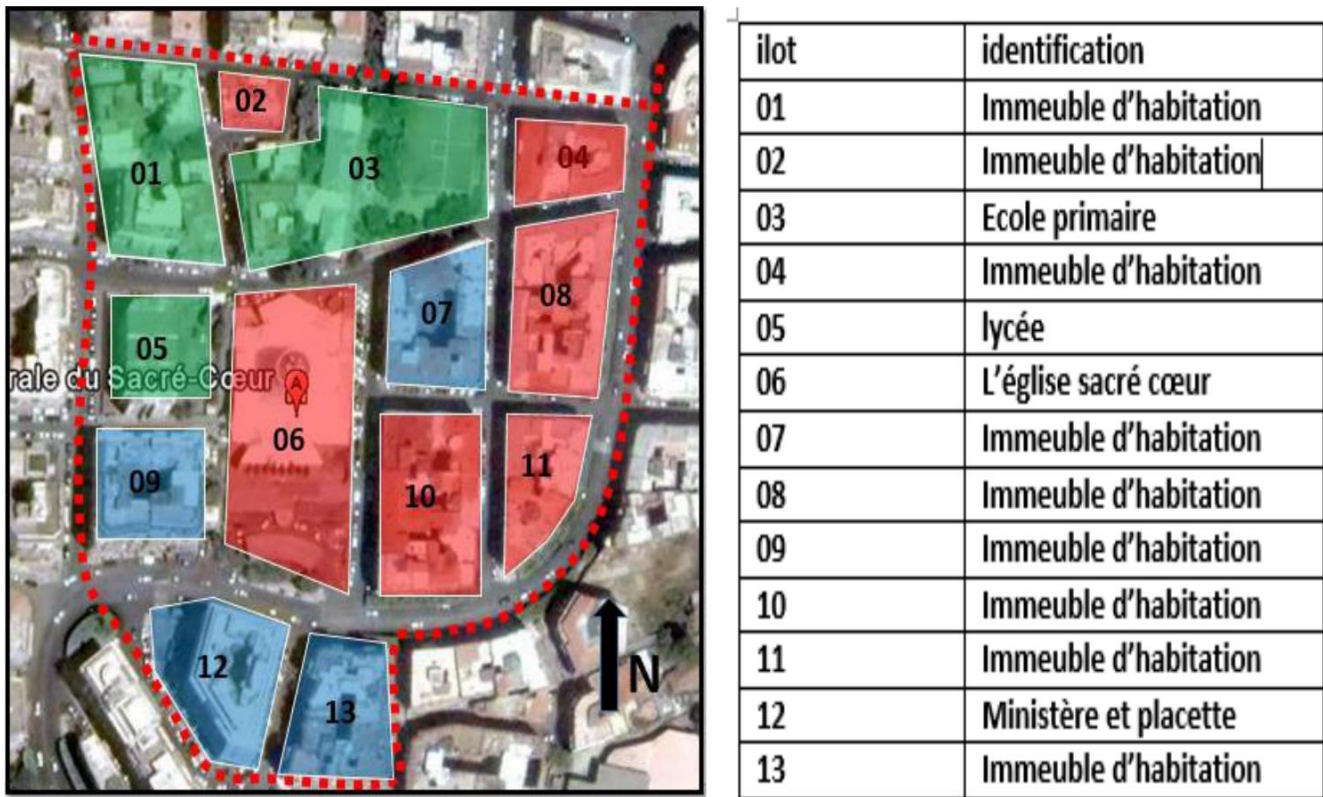 01
02
03
04
05
06
07
08
09
10
11
12
13
rale du Sacré-Cœur
A
N
ilot identification
01 Immeuble d'habitation
02 Immeuble d'habitation
03 Ecole primaire
04 Immeuble d'habitation
05 lycée
06 L'église sacré cœur
07 Immeuble d'habitation
08 Immeuble d'habitation
09 Immeuble d'habitation
10 Immeuble d'habitation
11 Immeuble d'habitation
12 Ministère et placette
13 Immeuble d'habitation